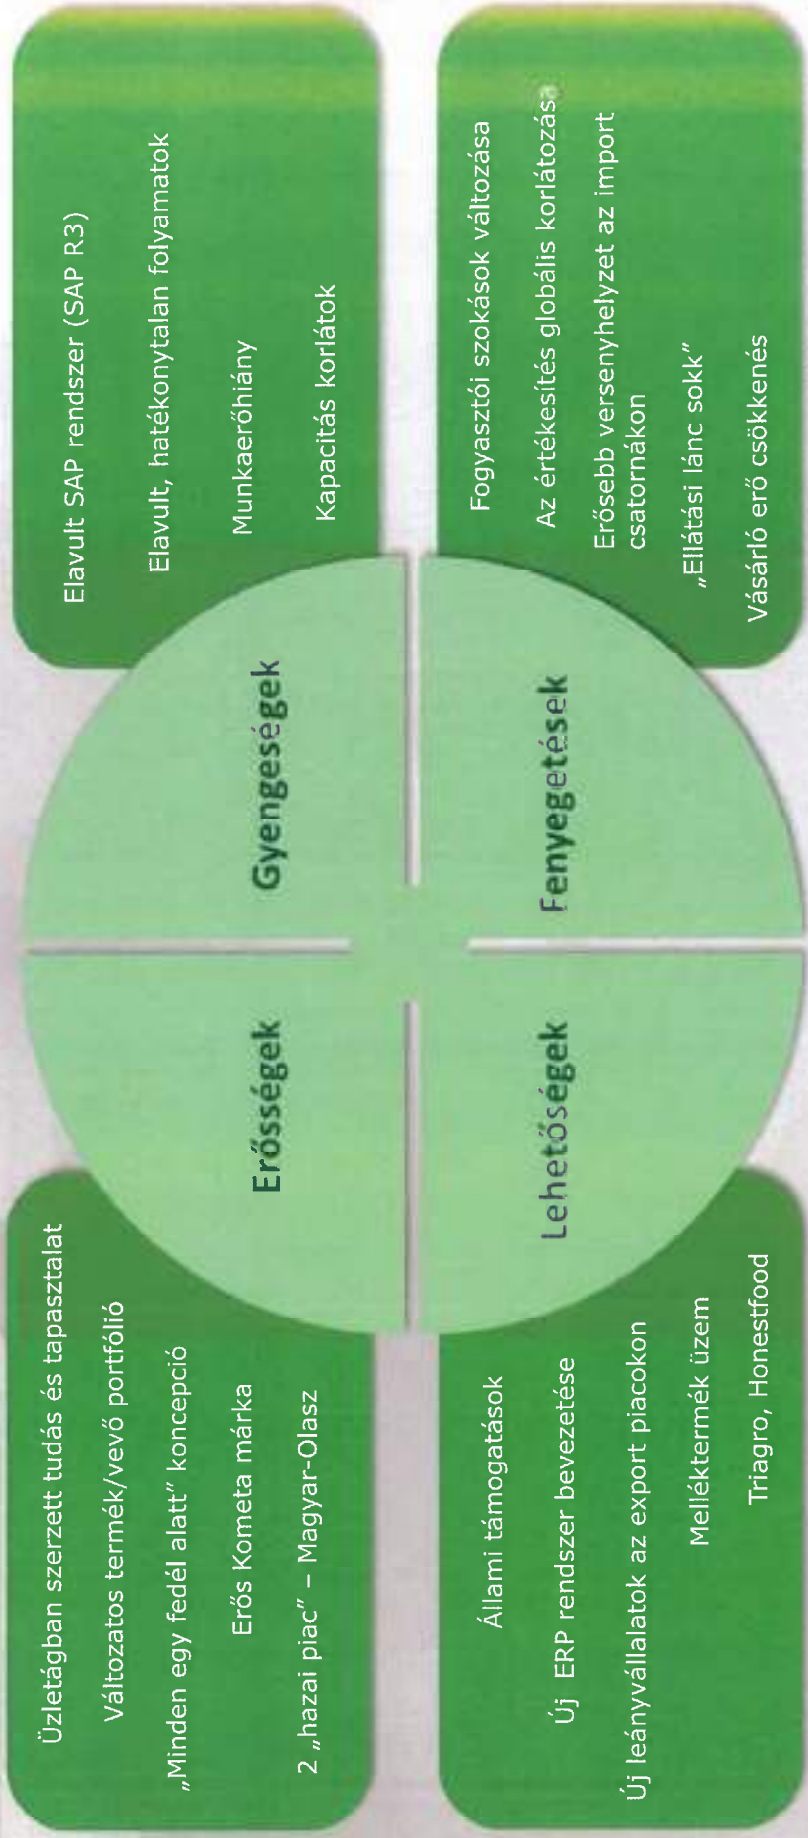 Üzletágban szerzett tudás és tapasztalat
Változatos termék/vevő portfólió
„Minden egy fedél alatt” koncepció
Erős Kometa márka
2 „hazai piac” – Magyar-Olasz
Erősségek
Gyengeségek
Elavult SAP rendszer (SAP R3)
Elavult, hatékonytalan folyamatok
Munkaerőhiány
Kapacitás korlátok
Állami támogatások
Új ERP rendszer bevezetése
Új leányvállalatok az export piacokon
Melléktermék üzem
Triagro, Honestfood
Lehetőségek
Fenyegetések
Fogyasztói szokások változása
Az értékesítés globális korlátozása
Erősebb versenyhelyzet az import
csatornákon
„Ellátási lánc sokk”
Vásárló erő csökkenés